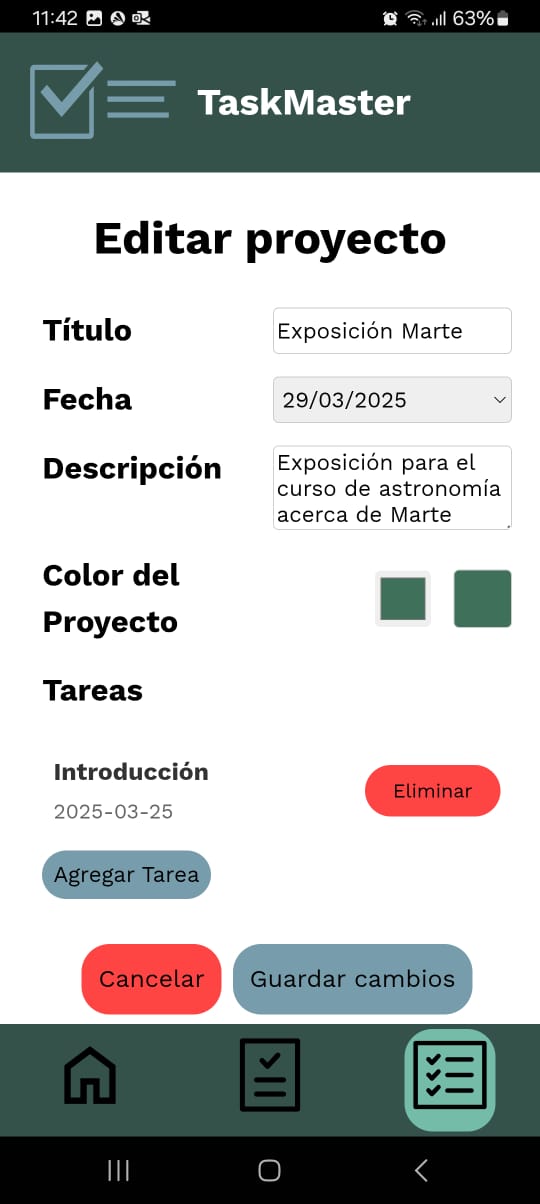 11:42 63%
TaskMaster
Editar proyecto
Título Exposición Marte
Fecha 29/03/2025
Descripción Exposición para el
curso de astronomía
acerca de Marte
Color del
Proyecto
Tareas
Introducción
2025-03-25
Eliminar
Agregar Tarea
Cancelar Guardar cambios